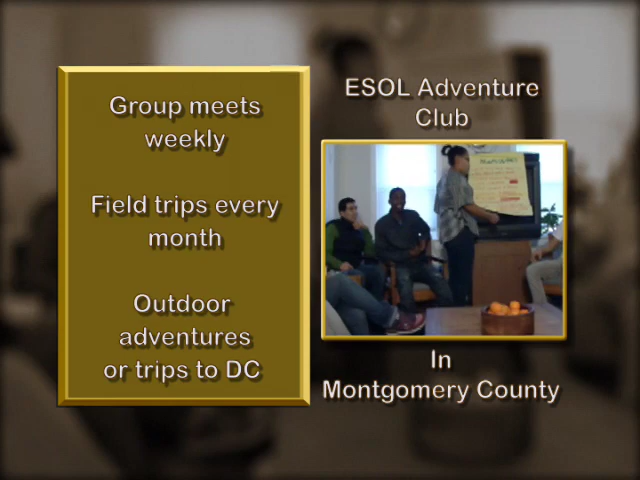 Group meets
weekly
Field trips every
month
Outdoor
adventures
or trips to DC
ESOL Adventure
Club
In
Montgomery County